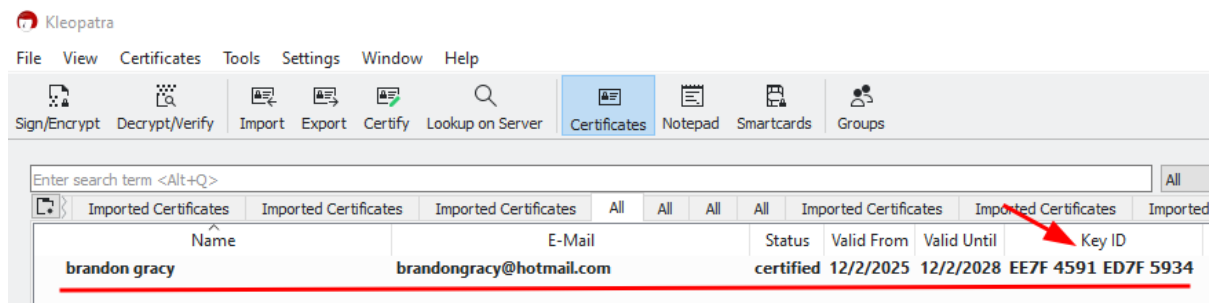 Kleopatra
File View Certificates Tools Settings Window Help
Sign/Encrypt Decrypt/Verify Import Export Certify Lookup on Server Certificates Notepad Smartcards Groups
Enter search term <Alt+Q> All
Imported Certificates Imported Certificates Imported Certificates All All All All Imported Certificates Imported Certificates Imported
Name E-Mail Status Valid From Valid Until Key ID
brandon gracy brandongracy@hotmail.com certified 12/2/2025 12/2/2028 EE7F 4591 ED7F 5934